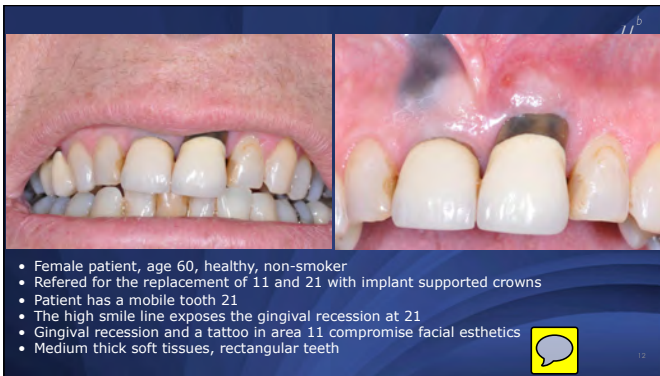 u^b
• Female patient, age 60, healthy, non-smoker
• Refered for the replacement of 11 and 21 with implant supported crowns
• Patient has a mobile tooth 21
• The high smile line exposes the gingival recession at 21
• Gingival recession and a tattoo in area 11 compromise facial esthetics
• Medium thick soft tissues, rectangular teeth
12